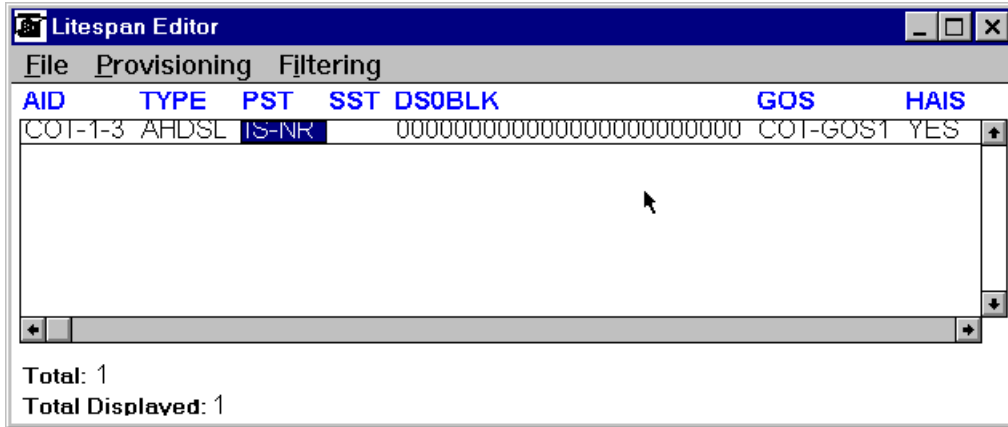 Litespan Editor
File Provisioning Filtering
AID TYPE PST SST DS0BLK GOS HAIS
COT-1-3 AHDSL IS-NR 000000000000000000000000 COT-GOS1 YES
Total: 1
Total Displayed: 1